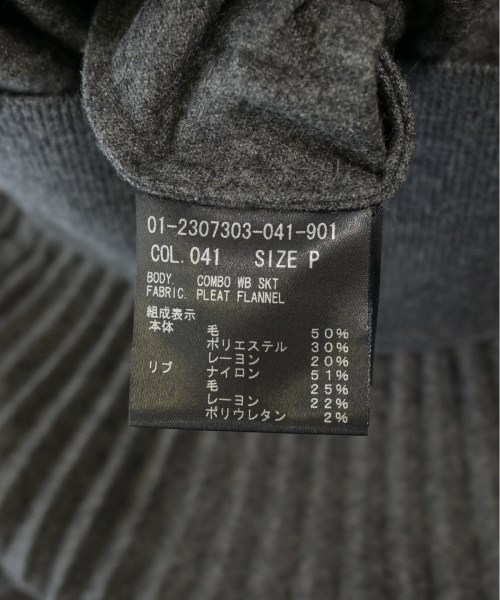 01-2307303-041-901
COL. 041 SIZE P
BODY. COMBO WB SKT
FABRIC. PLEAT FLANNEL
組成表示
本体 毛 50%
ポリエステル 30%
レーヨン 20%
リブ ナイロン 51%
毛 25%
レーヨン 22%
ポリウレタン 2%